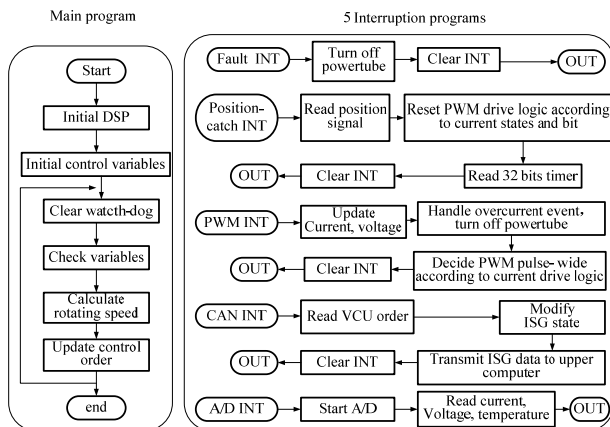 Main program
5 Interruption programs
Start
Initial DSP
Initial control variables
Clear watcth-dog
Check variables
Calculate
rotating speed
Update control
order
end
Fault INT
Turn off
powertube
Clear INT
OUT
Position-
catch INT
Read position
signal
Reset PWM drive logic according
to current states and bit
OUT
Clear INT
Read 32 bits timer
PWM INT
Update
Current, voltage
Handle overcurrent event,
turn off powertube
OUT
Clear INT
Decide PWM pulse-wide
according to current drive logic
CAN INT
Read VCU order
Modify
ISG state
OUT
Clear INT
Transmit ISG data to upper
computer
A/D INT
Start A/D
Read current,
Voltage, temperature
OUT